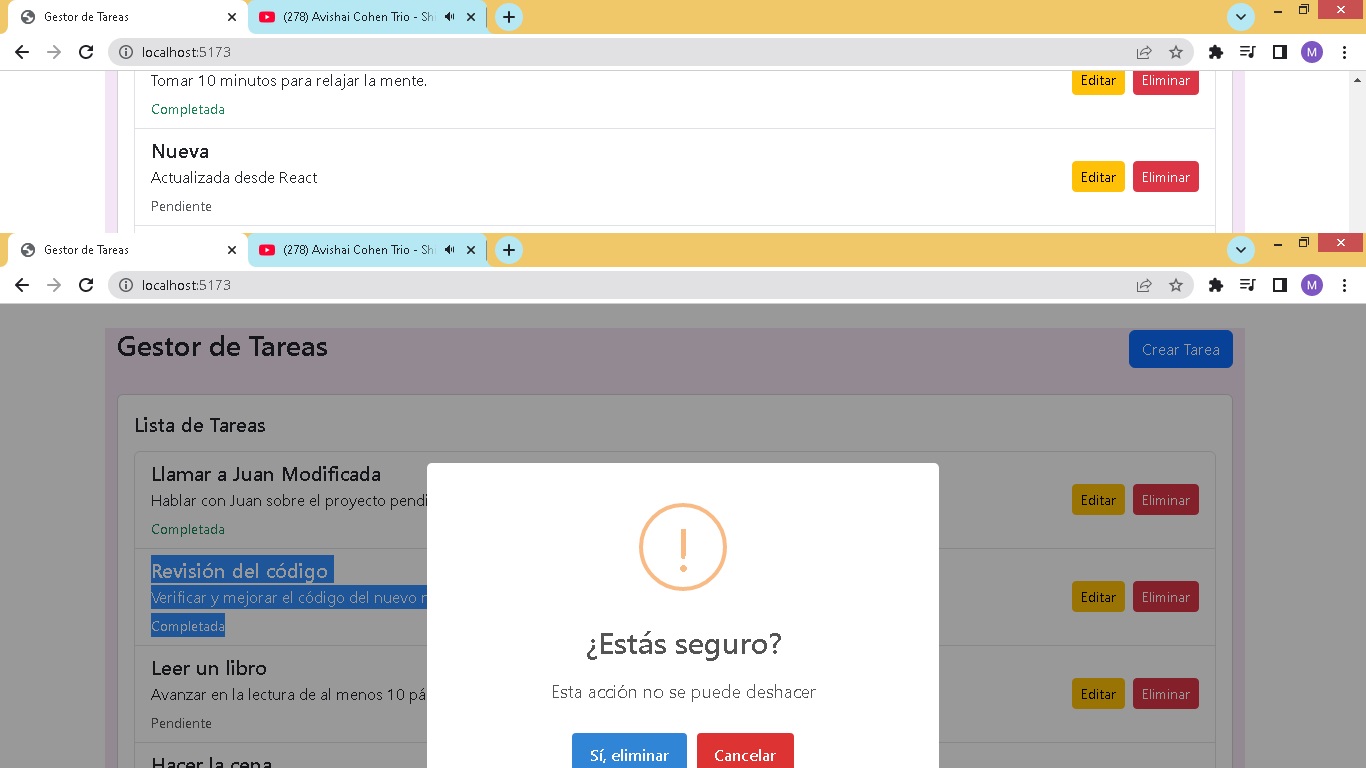 Gestor de Tareas
(278) Avishai Cohen Trio - Sh
localhost:5173
M
Tomar 10 minutos para relajar la mente.
Editar
Eliminar
Completada
Nueva
Actualizada desde React
Editar
Eliminar
Pendiente
Gestor de Tareas
(278) Avishai Cohen Trio - Sh
localhost:5173
M
Gestor de Tareas
Crear Tarea
Lista de Tareas
Llamar a Juan Modificada
Hablar con Juan sobre el proyecto pendi
Editar
Eliminar
Completada
Revisión del código
Verificar y mejorar el código del nuevo
Editar
Eliminar
Completada
Leer un libro
Avanzar en la lectura de al menos 10 pá
Editar
Eliminar
Pendiente
Hacer la cena
¿Estás seguro?
Esta acción no se puede deshacer
Sí, eliminar
Cancelar